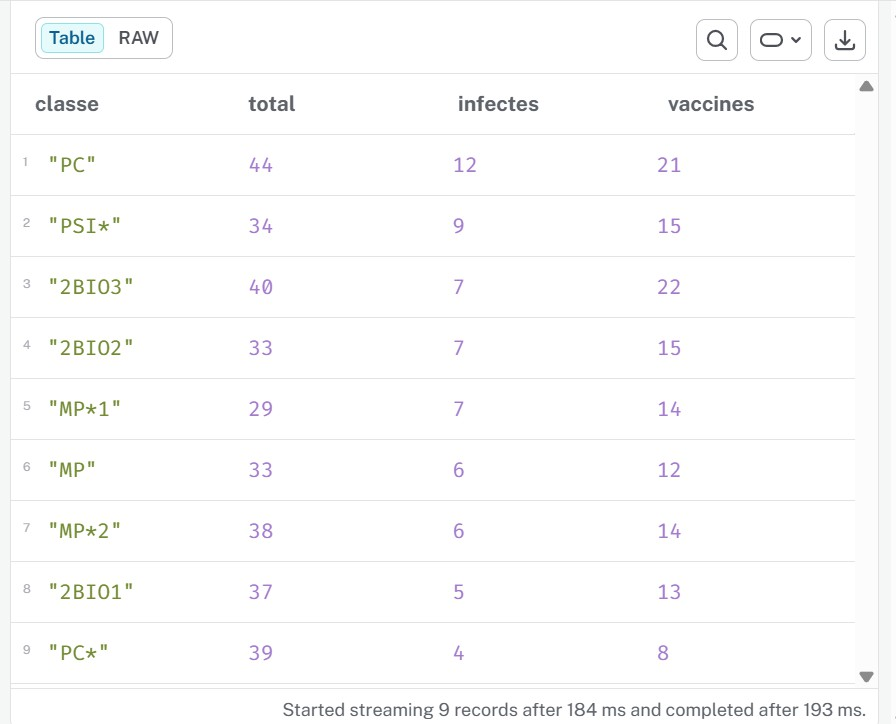 Table RAW
classe total infectes vaccines
1 "PC" 44 12 21
2 "PSI*" 34 9 15
3 "2BIO3" 40 7 22
4 "2BIO2" 33 7 15
5 "MP*1" 29 7 14
6 "MP" 33 6 12
7 "MP*2" 38 6 14
8 "2BIO1" 37 5 13
9 "PC*" 39 4 8
Started streaming 9 records after 184 ms and completed after 193 ms.